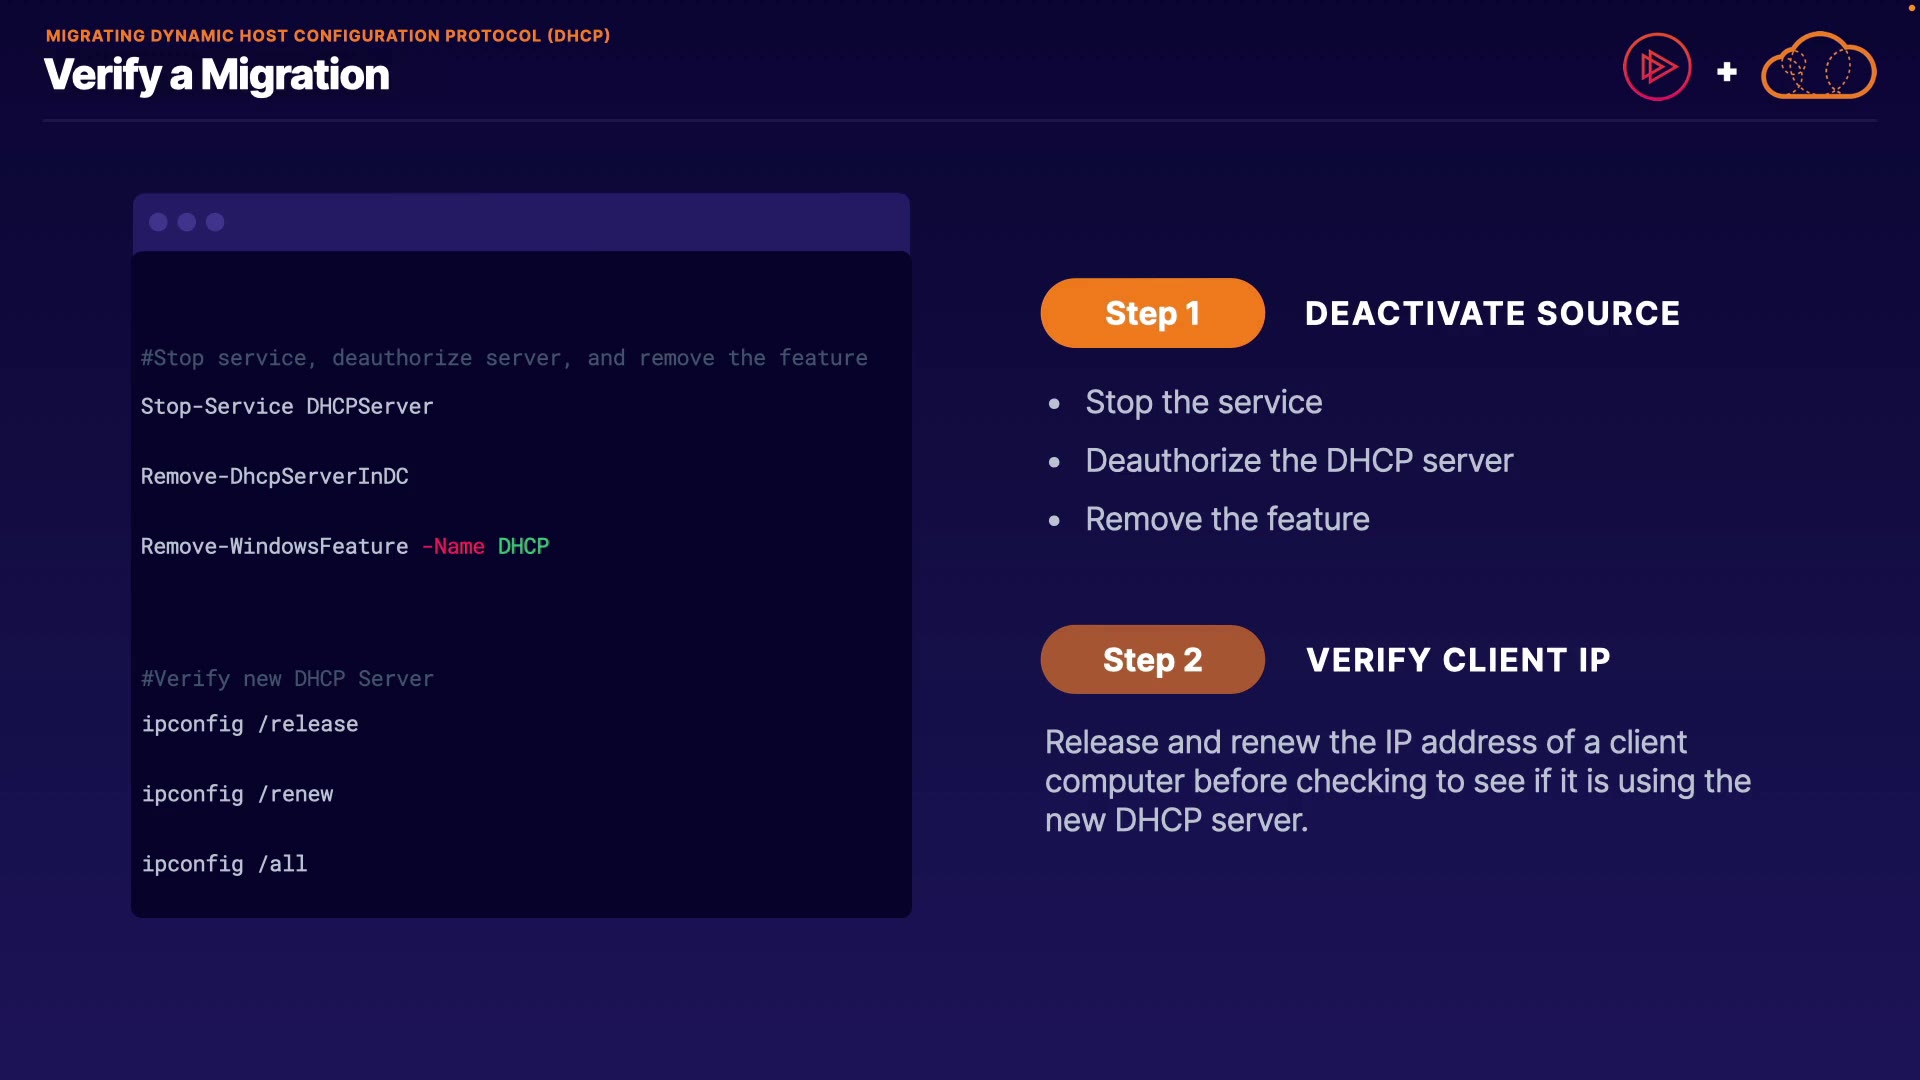 MIGRATING DYNAMIC HOST CONFIGURATION PROTOCOL (DHCP)
Verify a Migration
#Stop service, deauthorize server, and remove the feature
Stop-Service DHCPServer
Remove-DhcpServerInDC
Remove-WindowsFeature -Name DHCP
#Verify new DHCP Server
ipconfig /release
ipconfig /renew
ipconfig /all
Step 1 DEACTIVATE SOURCE
• Stop the service
• Deauthorize the DHCP server
• Remove the feature
Step 2 VERIFY CLIENT IP
Release and renew the IP address of a client
computer before checking to see if it is using the
new DHCP server.